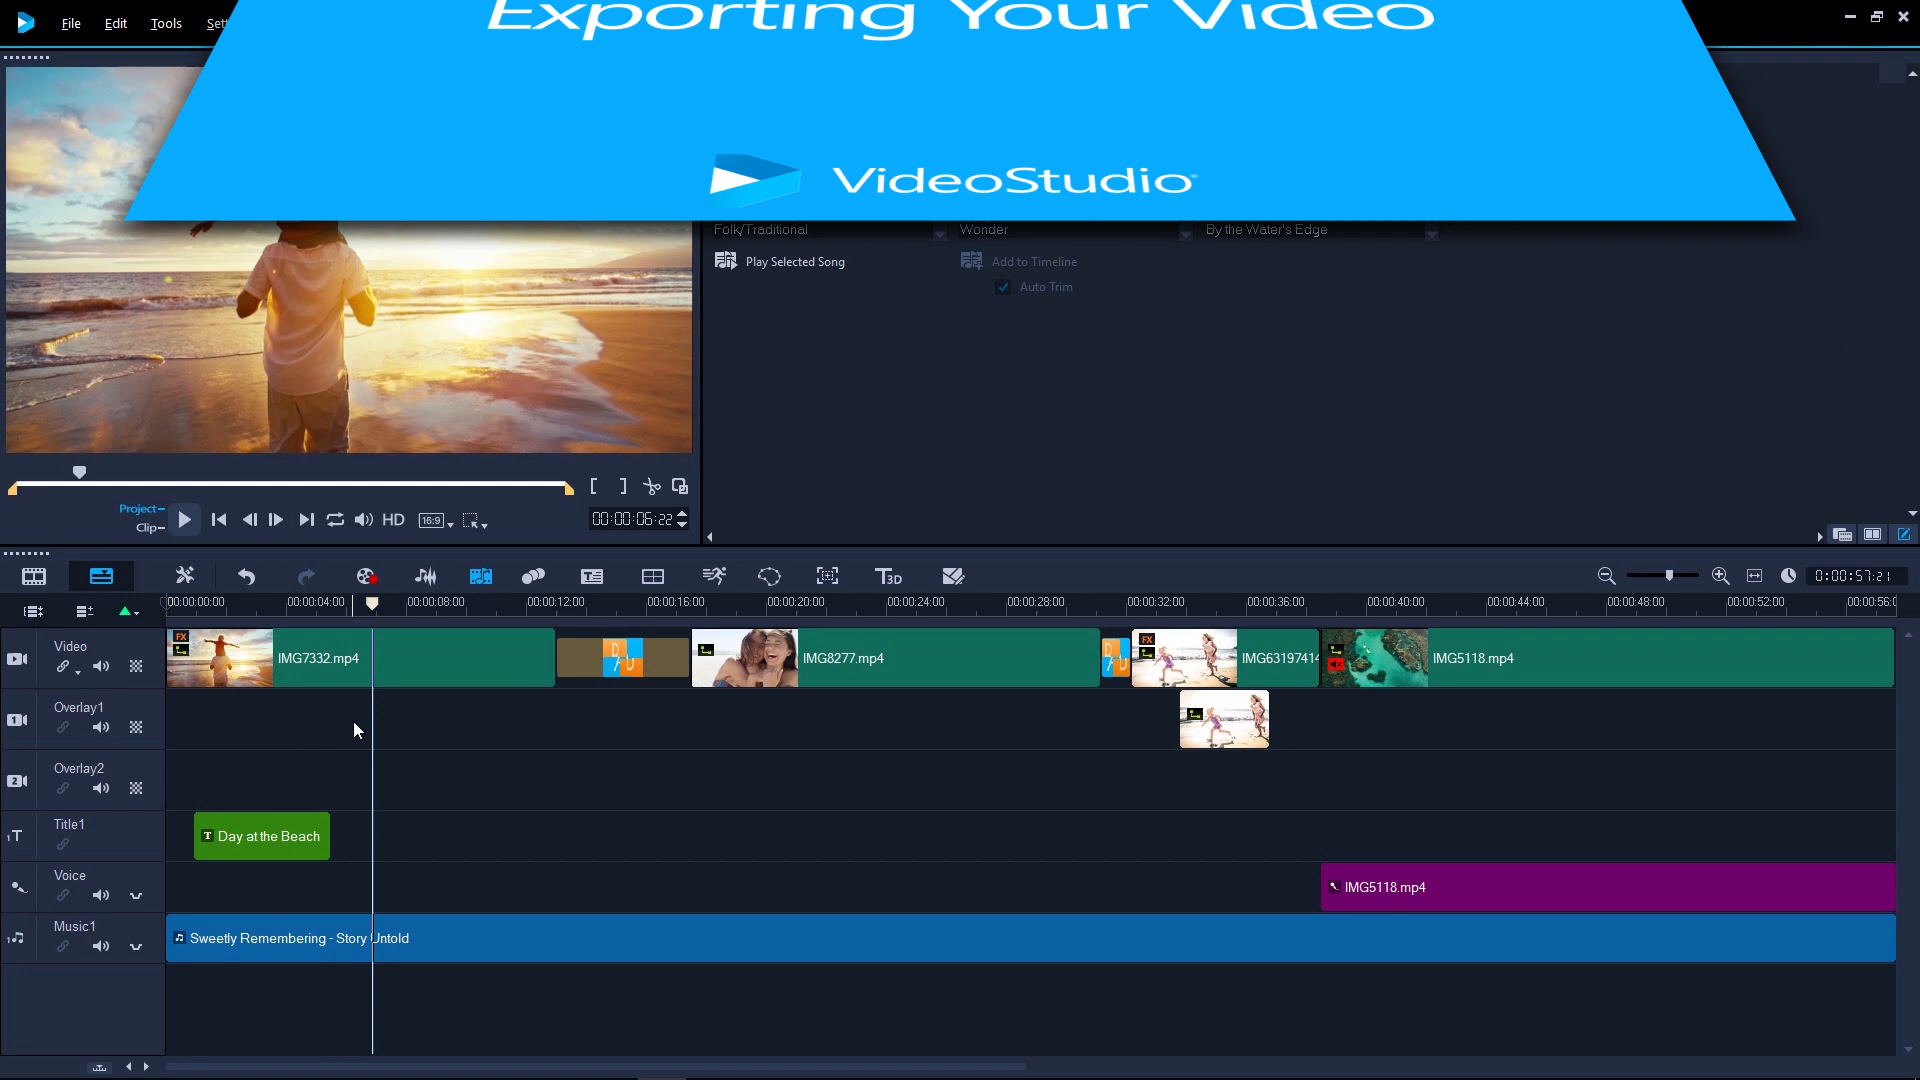 File Edit Tools
Exporting Your Video
VideoStudio
Folk/Traditional Wonder By the Water's Edge
Play Selected Song Add to Timeline
Auto Trim
Project
Clip
HD 16:9 00:00:06:22
T3D 0:00:57:21
00:00:00:00 00:00:04:00 00:00:08:00 00:00:12:00 00:00:16:00 00:00:20:00 00:00:24:00 00:00:28:00 00:00:32:00 00:00:36:00 00:00:40:00 00:00:44:00 00:00:48:00 00:00:52:00
Video FX IMG7332.mp4 IMG8277.mp4 FX IMG6319741 IMG5118.mp4
Overlay1
Overlay2
Title1
Day at the Beach
Voice
IMG5118.mp4
Music1
Sweetly Remembering - Story Untold